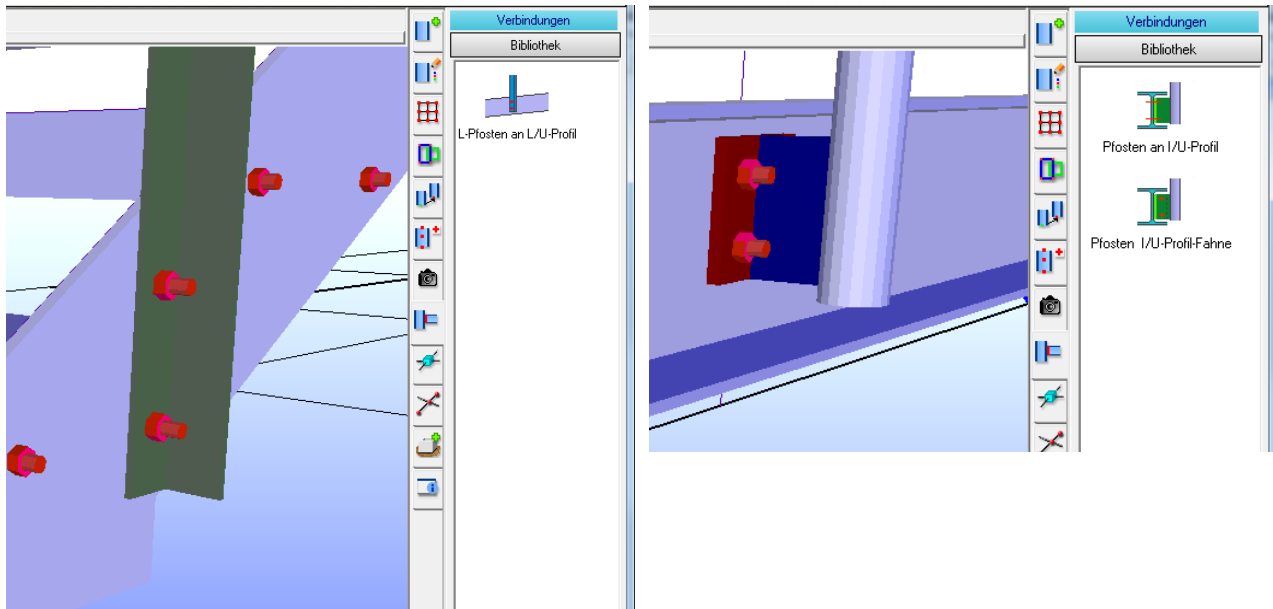 Verbindungen
Bibliothek
L-Pfosten an L/U-Profil
Verbindungen
Bibliothek
Pfosten an I/U-Profil
Pfosten I/U-Profil-Fahne